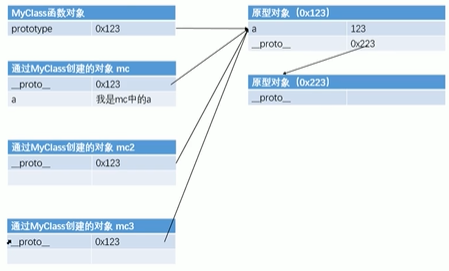 MyClass函数对象
prototype 0x123
通过MyClass创建的对象 mc
__proto__ 0x123
a 我是mc中的a
通过MyClass创建的对象 mc2
__proto__ 0x123
通过MyClass创建的对象 mc3
__proto__ 0x123
原型对象（0x123）
a 123
__proto__ 0x223
原型对象（0x223）
__proto__